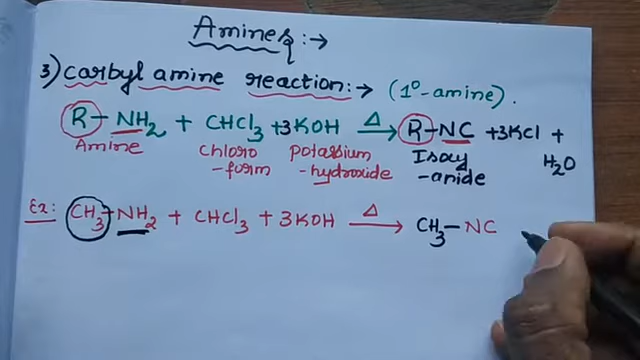 Amines :→
3) Carbyl amine reaction :→ (1°-amine).
R-NH₂ + CHCl₃ +3KOH →Δ R-NC +3KCl + H₂O
Amine Chloro-form Potassium-hydroxide Isocy-anide
Ex: CH₃-NH₂ + CHCl₃ + 3KOH →Δ CH₃-NC